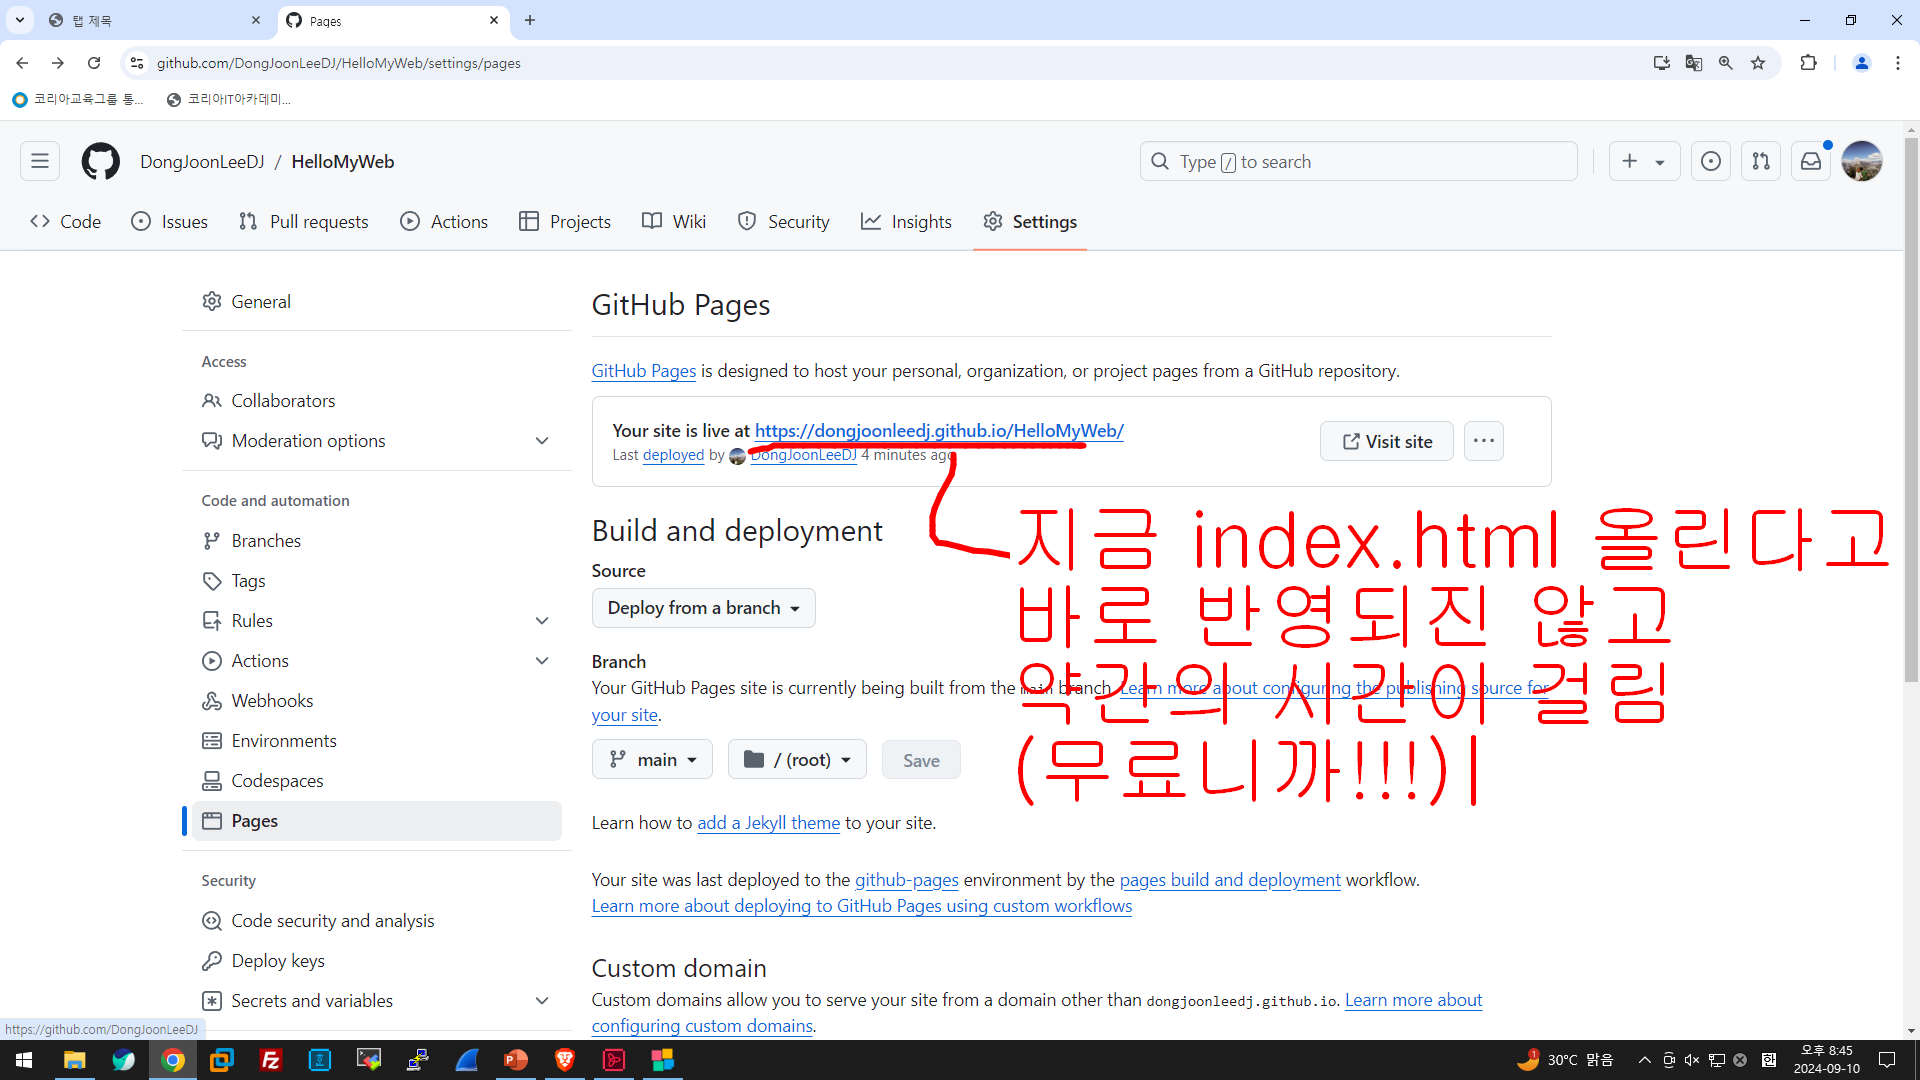 탭 제목
Pages
github.com/DongJoonLeeDJ/HelloMyWeb/settings/pages
코리아교육그룹 통...
코리아IT아카데미...
DongJoonLeeDJ / HelloMyWeb
Type / to search
Code
Issues
Pull requests
Actions
Projects
Wiki
Security
Insights
Settings
General
Access
Collaborators
Moderation options
Code and automation
Branches
Tags
Rules
Actions
Webhooks
Environments
Codespaces
Pages
Security
Code security and analysis
Deploy keys
Secrets and variables
GitHub Pages
GitHub Pages is designed to host your personal, organization, or project pages from a GitHub repository.
Your site is live at https://dongjoonleedj.github.io/HelloMyWeb/
Last deployed by DongJoonLeeDJ 4 minutes ago
Visit site
지금 index.html 올린다고
바로 반영되진 않고
약간의 시간이 걸림
(무료니까!!!)
Build and deployment
Source
Deploy from a branch
Branch
Your GitHub Pages site is currently being built from the main branch. Learn more about configuring the publishing source for
your site.
main
/ (root)
Save
Learn how to add a Jekyll theme to your site.
Your site was last deployed to the github-pages environment by the pages build and deployment workflow.
Learn more about deploying to GitHub Pages using custom workflows
Custom domain
Custom domains allow you to serve your site from a domain other than dongjoonleedj.github.io. Learn more about
configuring custom domains.
https://github.com/DongJoonLeeDJ
1
30°C 맑음
한
오후 8:45
2024-09-10